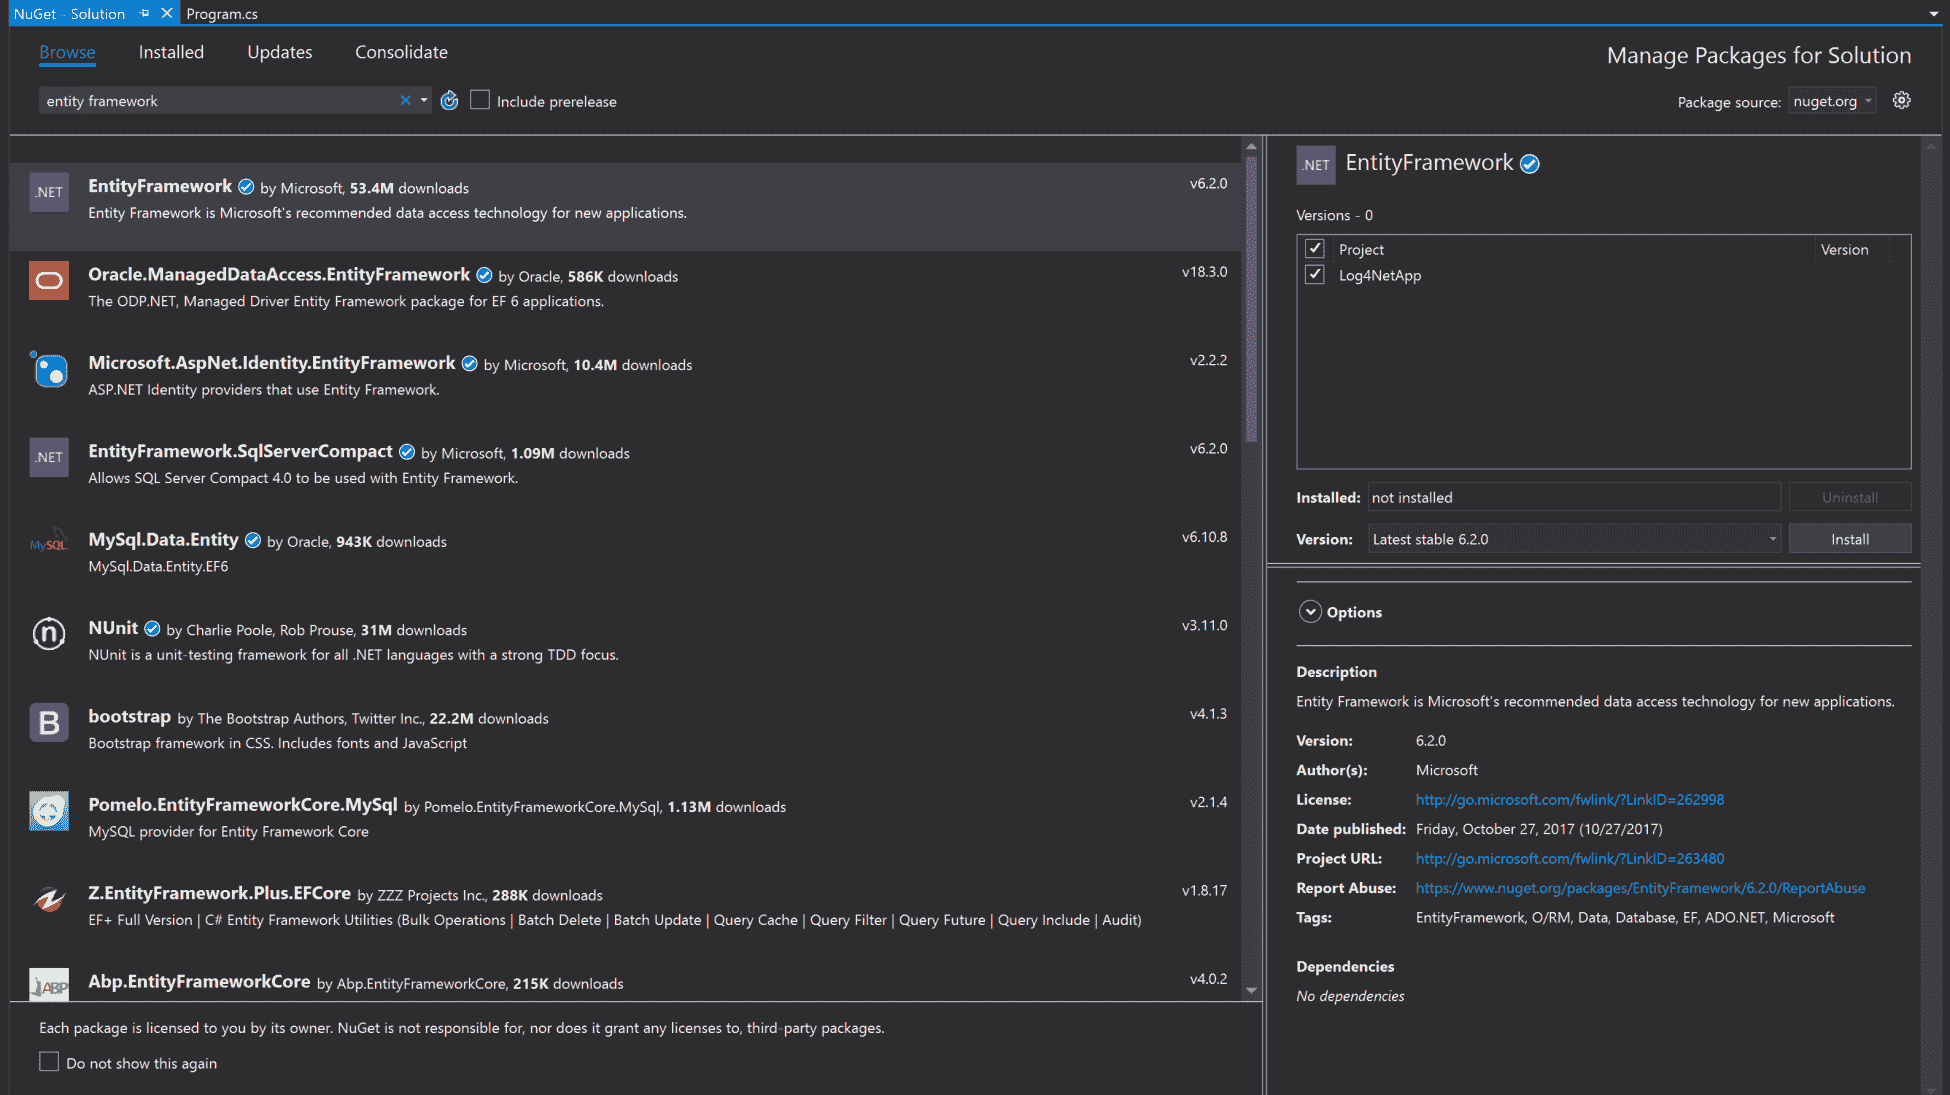 NuGet - Solution
Program.cs
Browse
Installed
Updates
Consolidate
Manage Packages for Solution
entity framework
Include prerelease
Package source: nuget.org
.NET
EntityFramework by Microsoft, 53.4M downloads
v6.2.0
Entity Framework is Microsoft's recommended data access technology for new applications.
Oracle.ManagedDataAccess.EntityFramework by Oracle, 586K downloads
v18.3.0
The ODP.NET, Managed Driver Entity Framework package for EF 6 applications.
Microsoft.AspNet.Identity.EntityFramework by Microsoft, 10.4M downloads
v2.2.2
ASP.NET Identity providers that use Entity Framework.
.NET
EntityFramework.SqlServerCompact by Microsoft, 1.09M downloads
v6.2.0
Allows SQL Server Compact 4.0 to be used with Entity Framework.
MySQL
MySql.Data.Entity by Oracle, 943K downloads
v6.10.8
MySql.Data.Entity.EF6
n
NUnit by Charlie Poole, Rob Prouse, 31M downloads
v3.11.0
NUnit is a unit-testing framework for all .NET languages with a strong TDD focus.
B
bootstrap by The Bootstrap Authors, Twitter Inc., 22.2M downloads
v4.1.3
Bootstrap framework in CSS. Includes fonts and JavaScript
Pomelo.EntityFrameworkCore.MySql by Pomelo.EntityFrameworkCore.MySql, 1.13M downloads
v2.1.4
MySQL provider for Entity Framework Core
Z.EntityFramework.Plus.EFCore by ZZZ Projects Inc., 288K downloads
v1.8.17
EF+ Full Version | C# Entity Framework Utilities (Bulk Operations | Batch Delete | Batch Update | Query Cache | Query Filter | Query Future | Query Include | Audit)
ABP
Abp.EntityFrameworkCore by Abp.EntityFrameworkCore, 215K downloads
v4.0.2
Each package is licensed to you by its owner. NuGet is not responsible for, nor does it grant any licenses to, third-party packages.
Do not show this again
.NET
EntityFramework
Versions - 0
Project Version
Log4NetApp
Installed: not installed Uninstall
Version: Latest stable 6.2.0 Install
Options
Description
Entity Framework is Microsoft's recommended data access technology for new applications.
Version: 6.2.0
Author(s): Microsoft
License: http://go.microsoft.com/fwlink/?LinkID=262998
Date published: Friday, October 27, 2017 (10/27/2017)
Project URL: http://go.microsoft.com/fwlink/?LinkID=263480
Report Abuse: https://www.nuget.org/packages/EntityFramework/6.2.0/ReportAbuse
Tags: EntityFramework, O/RM, Data, Database, EF, ADO.NET, Microsoft
Dependencies
No dependencies